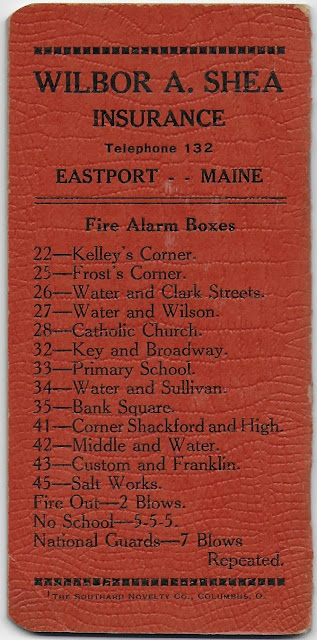 WILBOR A. SHEA
INSURANCE
Telephone 132
EASTPORT - - MAINE
Fire Alarm Boxes
22—Kelley's Corner.
25—Frost's Corner.
26—Water and Clark Streets.
27—Water and Wilson.
28—Catholic Church.
32—Key and Broadway.
33—Primary School.
34—Water and Sullivan.
35—Bank Square.
41—Corner Shackford and High.
42—Middle and Water.
43—Custom and Franklin.
45—Salt Works.
Fire Out—2 Blows.
No School—5-5-5.
National Guards—7 Blows
Repeated.
THE SOUTHARD NOVELTY CO., COLUMBUS, O.